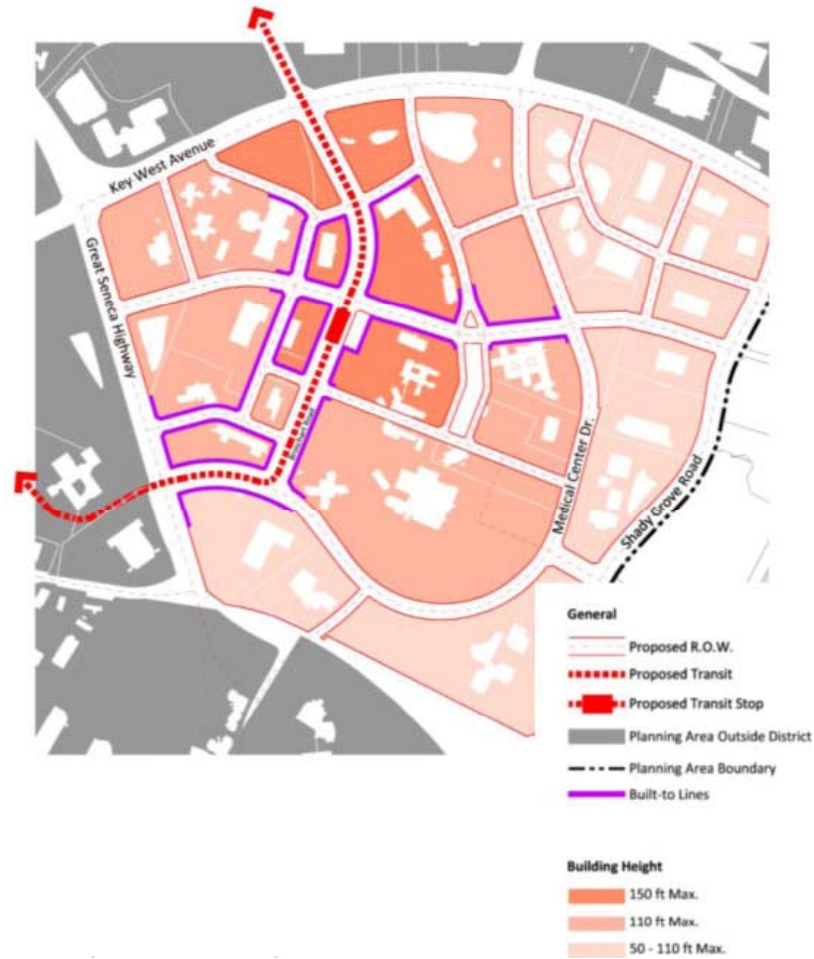 Key West Avenue
Great Seneca Highway
Broschart Road
Medical Center Dr.
Shady Grove Road
General
Proposed R.O.W.
Proposed Transit
Proposed Transit Stop
Planning Area Outside District
Planning Area Boundary
Built-to Lines
Building Height
150 ft Max.
110 ft Max.
50 - 110 ft Max.